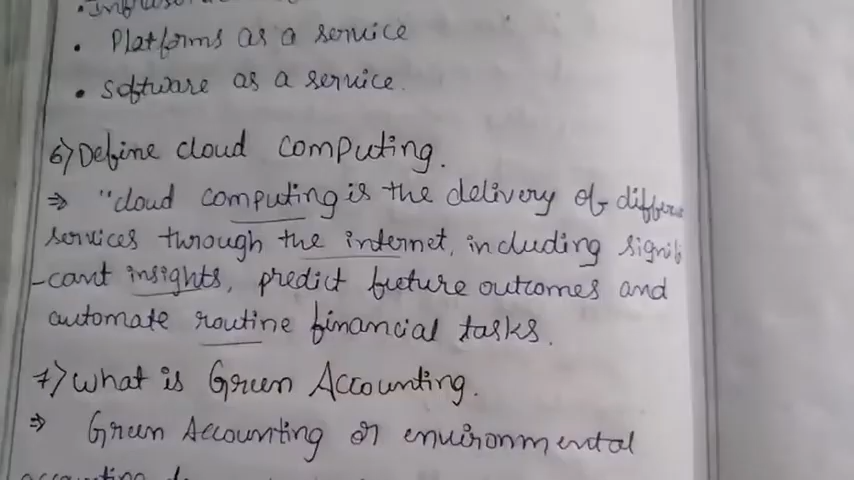 • Platforms as a service
• software as a service.
6) Define cloud computing.
⇒ "cloud computing is the delivery of
services through the internet, including signifi
-cant insights, predict future outcomes and
automate routine financial tasks.
7) What is Green Accounting.
⇒ Green Accounting or environmental